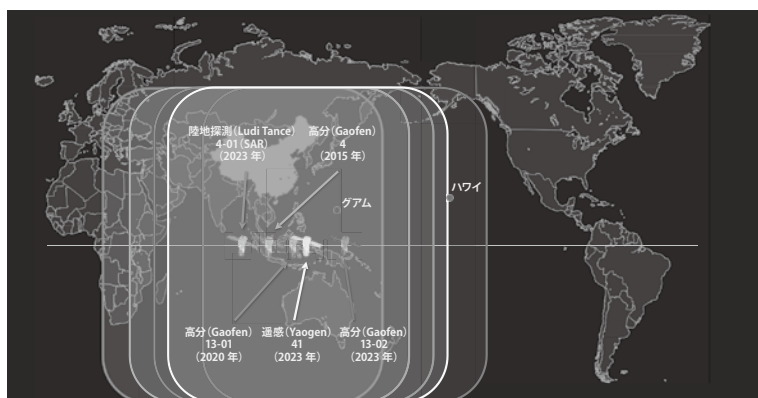 陸地探測（Ludi Tance）
4-01（SAR）
（2023 年）
高分（Gaofen）
4
（2015 年）
グアム
ハワイ
高分（Gaofen）
13-01
（2020 年）
遥感（Yaogen）
41
（2023 年）
高分（Gaofen）
13-02
（2023 年）